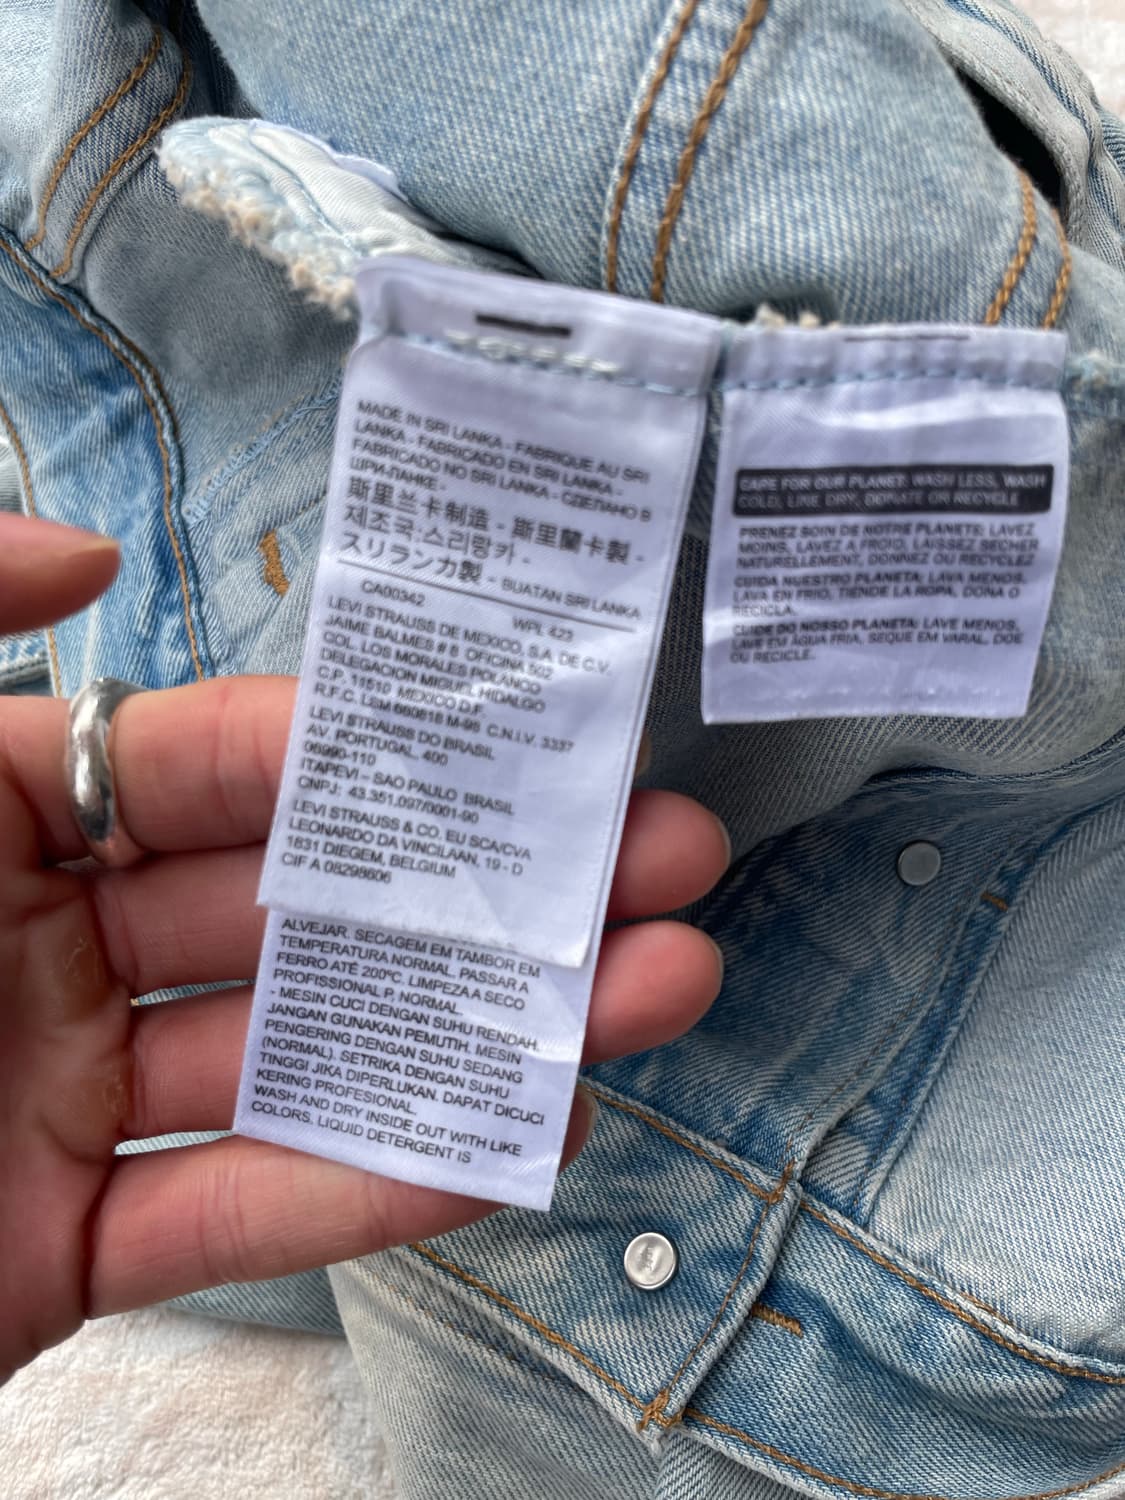 MADE IN SRI LANKA - FABRIQUE AU SRI
LANKA - FABRICADO EN SRI LANKA -
FABRICADO NO SRI LANKA - СДЕЛАНО В
ШРИ-ЛАНКЕ -
斯里兰卡制造 - 斯里蘭卡製 -
제조국:스리랑카 -
スリランカ製 - BUATAN SRI LANKA
CA00342 WPL 423
LEVI STRAUSS DE MEXICO, S.A. DE C.V.
JAIME BALMES # 8 OFICINA 502
COL. LOS MORALES POLANCO
DELEGACION MIGUEL HIDALGO
C.P. 11510 MEXICO D.F.
R.F.C. LEM 660818 M-95 C.N.I.V. 3337
LEVI STRAUSS DO BRASIL
AV. PORTUGAL, 400
06990-110
ITAPEVI – SAO PAULO BRASIL
CNPJ: 43.351.097/0001-90
LEVI STRAUSS & CO. EU SCA/CVA
LEONARDO DA VINCILAAN, 19 - D
1831 DIEGEM, BELGIUM
CIF A 08298606
ALVEJAR. SECAGEM EM TAMBOR EM
TEMPERATURA NORMAL. PASSAR A
FERRO ATÉ 200ºC. LIMPEZA A SECO
PROFISSIONAL P, NORMAL.
- MESIN CUCI DENGAN SUHU RENDAH.
JANGAN GUNAKAN PEMUTIH. MESIN
PENGERING DENGAN SUHU SEDANG
(NORMAL). SETRIKA DENGAN SUHU
TINGGI JIKA DIPERLUKAN. DAPAT DICUCI
KERING PROFESIONAL.
WASH AND DRY INSIDE OUT WITH LIKE
COLORS. LIQUID DETERGENT IS
CARE FOR OUR PLANET: WASH LESS, WASH
COLD, LINE DRY, DONATE OR RECYCLE
PRENEZ SOIN DE NOTRE PLANETE: LAVEZ
MOINS, LAVEZ A FROID, LAISSEZ SECHER
NATURELLEMENT, DONNEZ OU RECYCLEZ
CUIDA NUESTRO PLANETA: LAVA MENOS,
LAVA EN FRIO, TIENDE LA ROPA, DONA O
RECICLA.
CUIDE DO NOSSO PLANETA: LAVE MENOS,
LAVE EM ÁGUA FRIA, SEQUE EM VARAL, DOE
OU RECICLE.